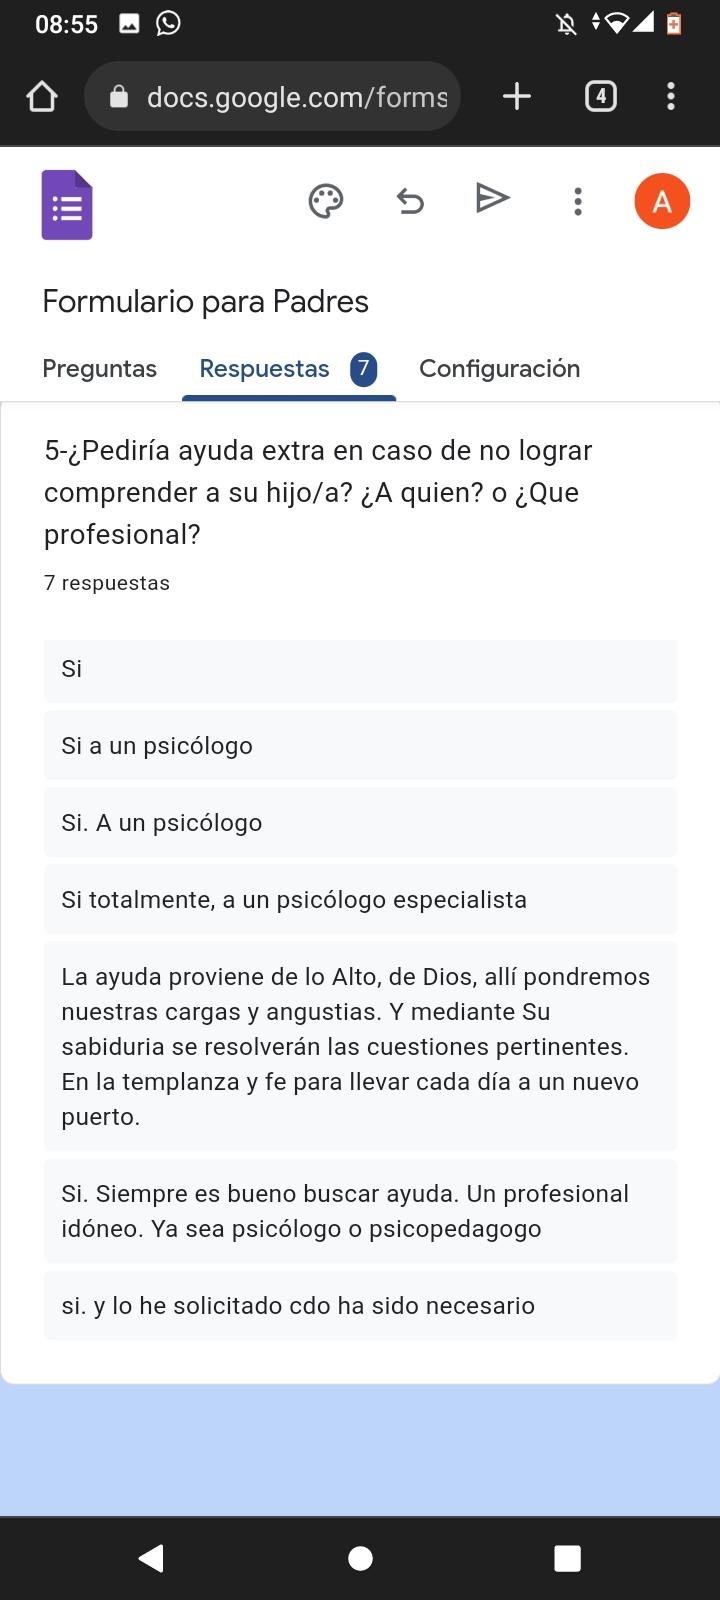 08:55
docs.google.com/forms
4
A
Formulario para Padres
Preguntas Respuestas 7 Configuración
5-¿Pediría ayuda extra en caso de no lograr
comprender a su hijo/a? ¿A quien? o ¿Que
profesional?
7 respuestas
Si
Si a un psicólogo
Si. A un psicólogo
Si totalmente, a un psicólogo especialista
La ayuda proviene de lo Alto, de Dios, allí pondremos
nuestras cargas y angustias. Y mediante Su
sabiduria se resolverán las cuestiones pertinentes.
En la templanza y fe para llevar cada día a un nuevo
puerto.
Si. Siempre es bueno buscar ayuda. Un profesional
idóneo. Ya sea psicólogo o psicopedagogo
si. y lo he solicitado cdo ha sido necesario